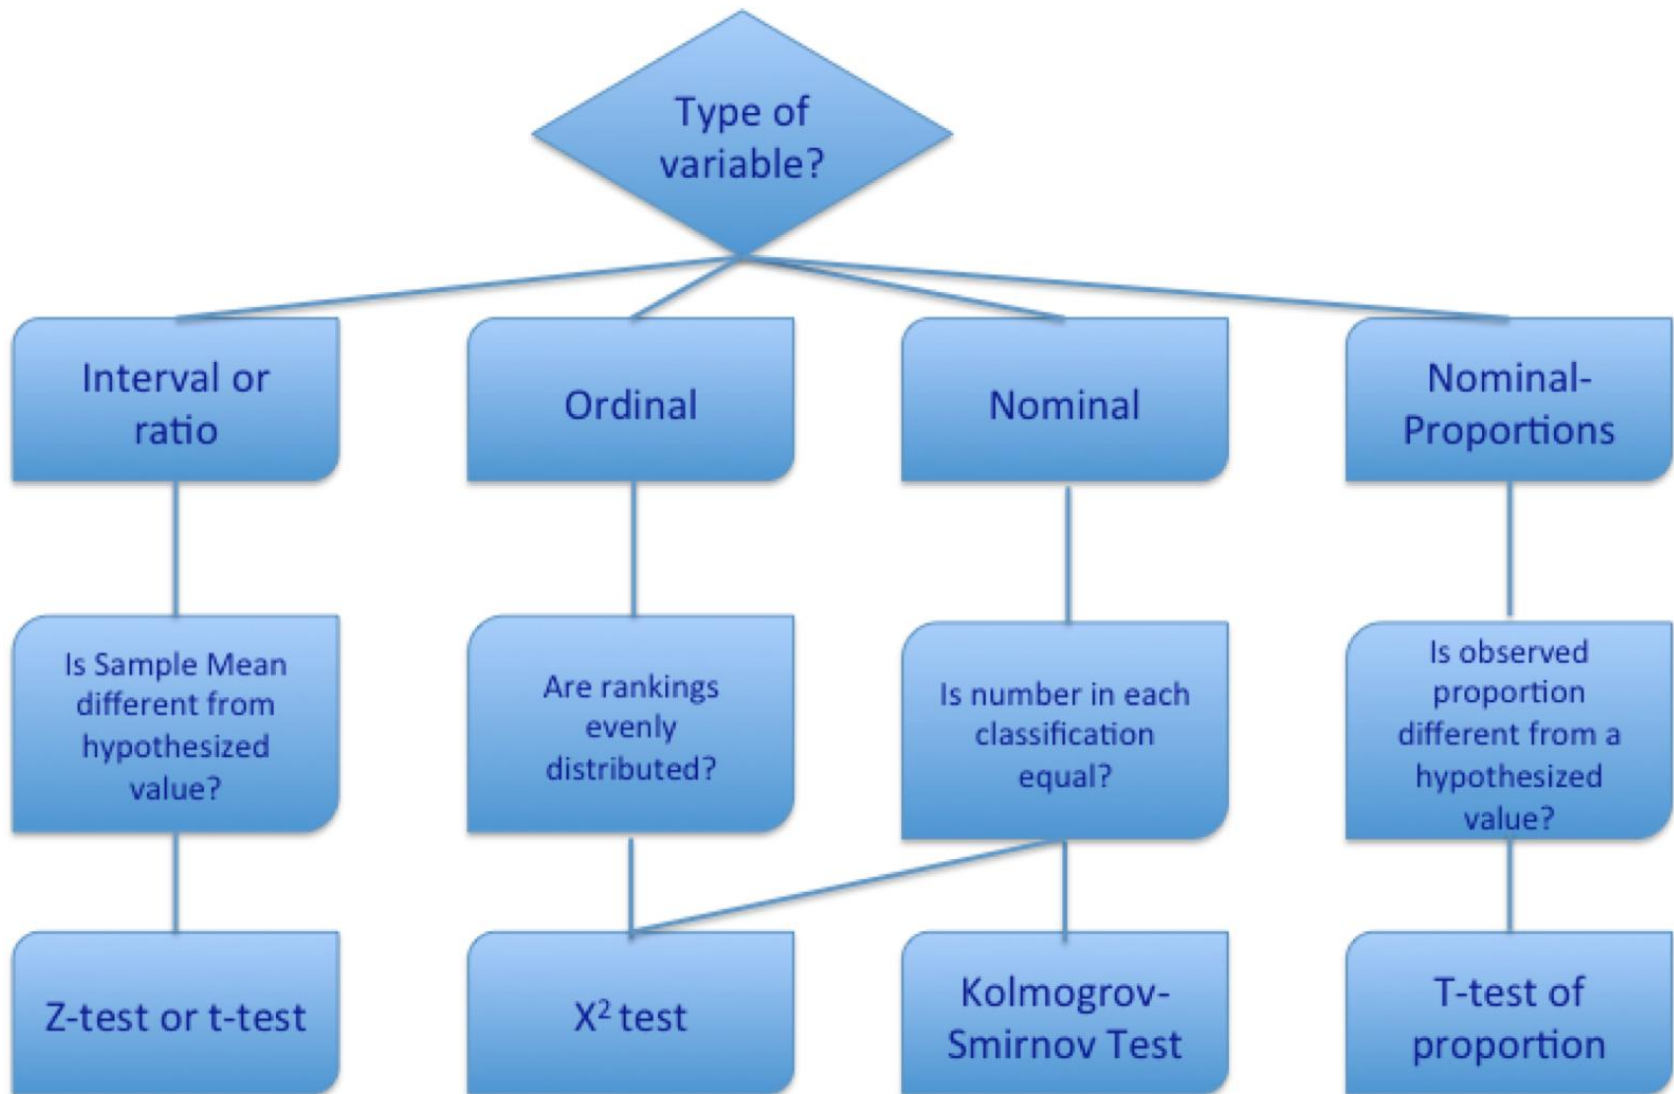 Type of
variable?
Interval or
ratio
Ordinal
Nominal
Nominal-
Proportions
Is Sample Mean
different from
hypothesized
value?
Are rankings
evenly
distributed?
Is number in each
classification
equal?
Is observed
proportion
different from a
hypothesized
value?
Z-test or t-test
X² test
Kolmogrov-
Smirnov Test
T-test of
proportion